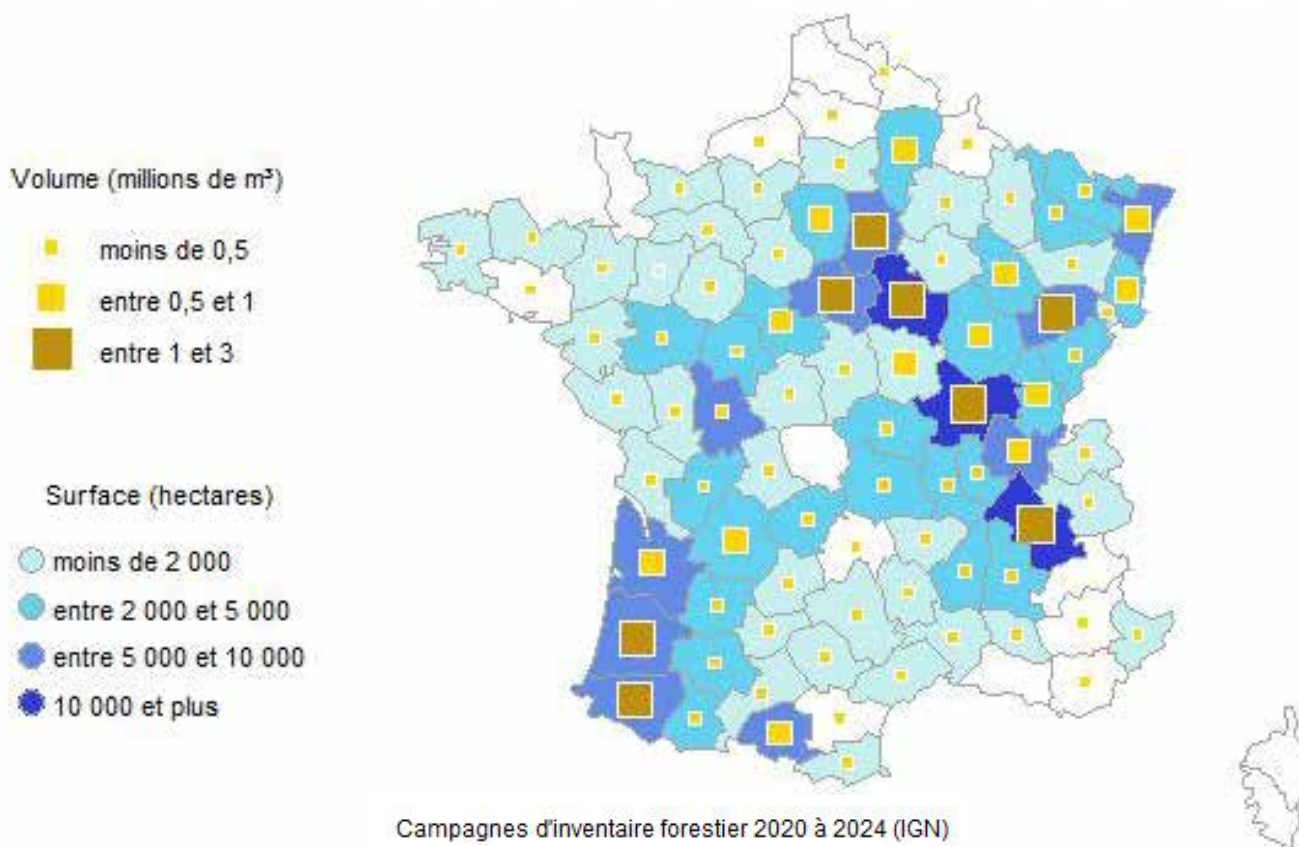 Volume (millions de m³)
moins de 0,5
entre 0,5 et 1
entre 1 et 3
Surface (hectares)
moins de 2 000
entre 2 000 et 5 000
entre 5 000 et 10 000
10 000 et plus
Campagnes d'inventaire forestier 2020 à 2024 (IGN)